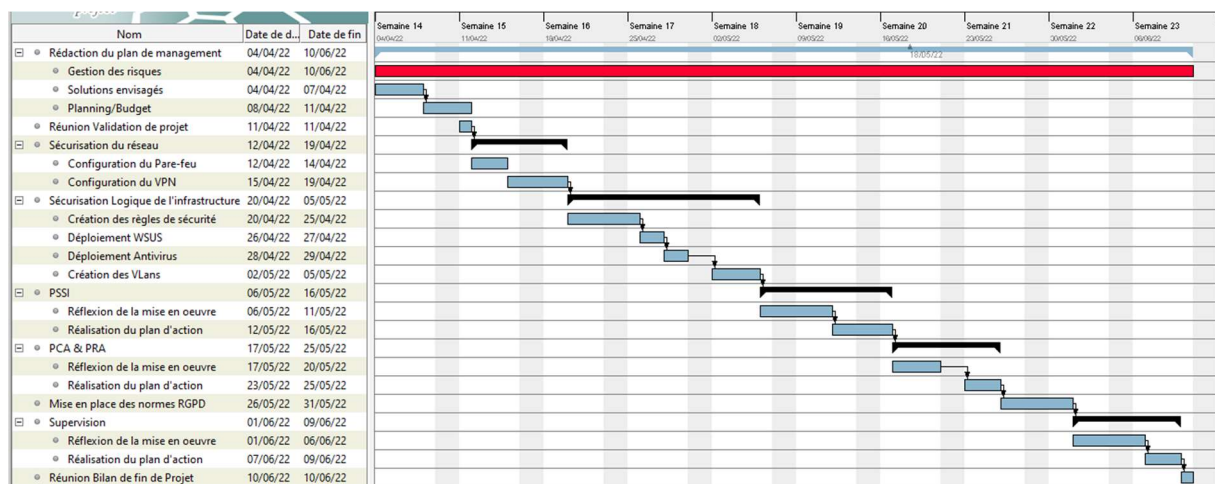 project
Nom Date de d... Date de fin
Semaine 14 Semaine 15 Semaine 16 Semaine 17 Semaine 18 Semaine 19 Semaine 20 Semaine 21 Semaine 22 Semaine 23
04/04/22 11/04/22 18/04/22 25/04/22 02/05/22 09/05/22 16/05/22 23/05/22 30/05/22 06/06/22
Rédaction du plan de management 04/04/22 10/06/22
18/05/22
Gestion des risques 04/04/22 10/06/22
Solutions envisagés 04/04/22 07/04/22
Planning/Budget 08/04/22 11/04/22
Réunion Validation de projet 11/04/22 11/04/22
Sécurisation du réseau 12/04/22 19/04/22
Configuration du Pare-feu 12/04/22 14/04/22
Configuration du VPN 15/04/22 19/04/22
Sécurisation Logique de l'infrastructure 20/04/22 05/05/22
Création des règles de sécurité 20/04/22 25/04/22
Déploiement WSUS 26/04/22 27/04/22
Déploiement Antivirus 28/04/22 29/04/22
Création des VLans 02/05/22 05/05/22
PSSI 06/05/22 16/05/22
Réflexion de la mise en oeuvre 06/05/22 11/05/22
Réalisation du plan d'action 12/05/22 16/05/22
PCA & PRA 17/05/22 25/05/22
Réflexion de la mise en oeuvre 17/05/22 20/05/22
Réalisation du plan d'action 23/05/22 25/05/22
Mise en place des normes RGPD 26/05/22 31/05/22
Supervision 01/06/22 09/06/22
Réflexion de la mise en oeuvre 01/06/22 06/06/22
Réalisation du plan d'action 07/06/22 09/06/22
Réunion Bilan de fin de Projet 10/06/22 10/06/22